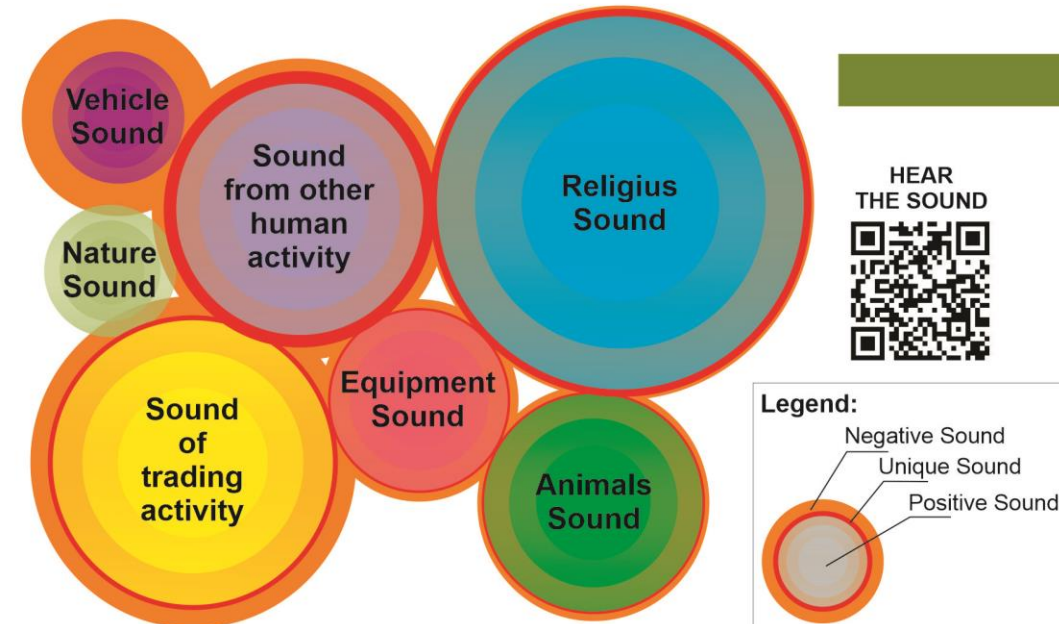 Vehicle
Sound
Sound
from other
human
activity
Religius
Sound
Nature
Sound
Equipment
Sound
Sound
of
trading
activity
Animals
Sound
HEAR
THE SOUND
Legend:
Negative Sound
Unique Sound
Positive Sound